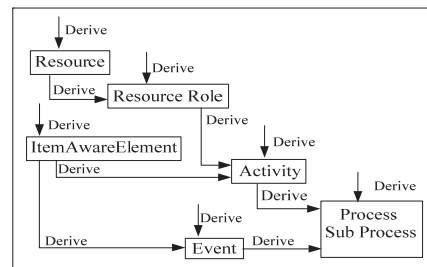 Derive
Resource
Derive
Derive
Resource Role
Derive
ItemAwareElement
Derive
Derive
Activity
Derive
Derive
Process
Sub Process
Derive
Derive
Event
Derive